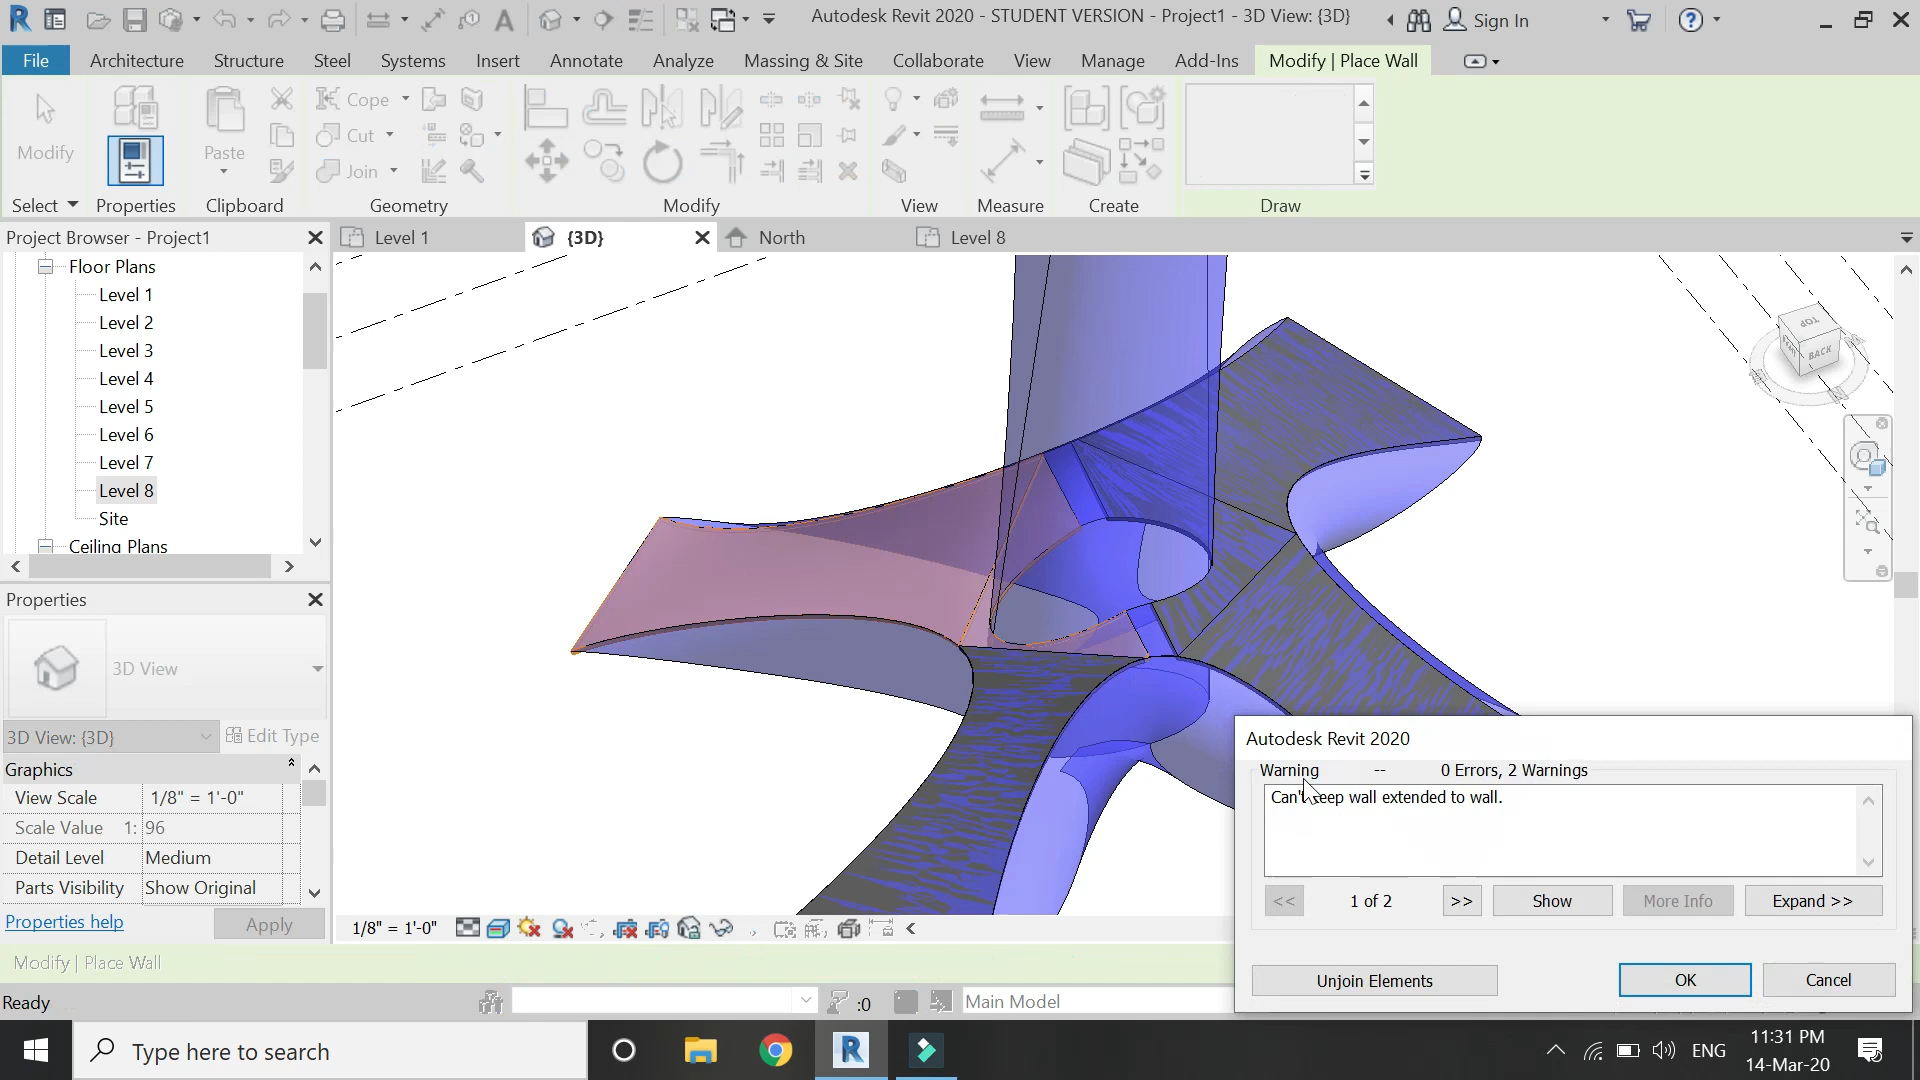 Autodesk Revit 2020 - STUDENT VERSION - Project1 - 3D View: {3D}
Sign In
File
Architecture
Structure
Steel
Systems
Insert
Annotate
Analyze
Massing & Site
Collaborate
View
Manage
Add-Ins
Modify | Place Wall
Modify
Paste
Cope
Cut
Join
Select
Properties
Clipboard
Geometry
Modify
View
Measure
Create
Draw
Project Browser - Project1
Level 1
{3D}
North
Level 8
Floor Plans
Level 1
Level 2
Level 3
Level 4
Level 5
Level 6
Level 7
Level 8
Site
Ceiling Plans
TOP
BACK
Properties
3D View
3D View: {3D}
Edit Type
Graphics
View Scale
1/8" = 1'-0"
Scale Value 1:
96
Detail Level
Medium
Parts Visibility
Show Original
Properties help
Apply
1/8" = 1'-0"
Autodesk Revit 2020
Warning -- 0 Errors, 2 Warnings
Can't keep wall extended to wall.
<<
1 of 2
>>
Show
More Info
Expand >>
Unjoin Elements
OK
Cancel
Modify | Place Wall
Ready
:0
Main Model
Type here to search
ENG
11:31 PM
14-Mar-20